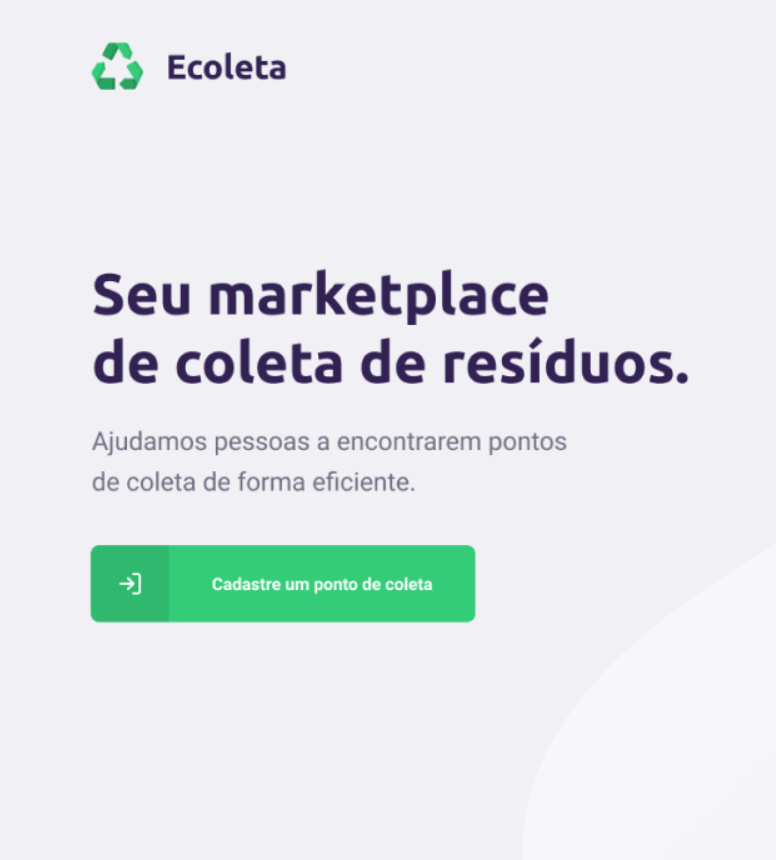 Ecoleta
Seu marketplace
de coleta de resíduos.
Ajudamos pessoas a encontrarem pontos
de coleta de forma eficiente.
Cadastre um ponto de coleta